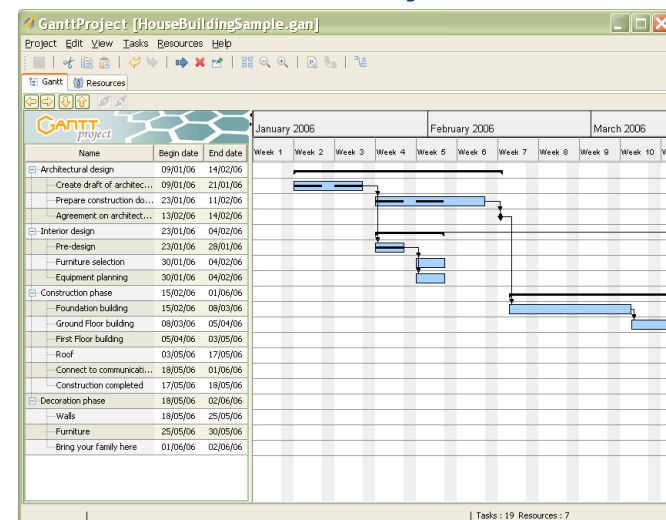 GanttProject [HouseBuildingSample.gan]
Project Edit View Tasks Resources Help
Gantt Resources
GANTT project
January 2006 February 2006 March 2006
Name Begin date End date Week 1 Week 2 Week 3 Week 4 Week 5 Week 6 Week 7 Week 8 Week 9 Week 10 W
Architectural design 09/01/06 14/02/06
Create draft of architec... 09/01/06 21/01/06
Prepare construction do... 23/01/06 11/02/06
Agreement on architect... 13/02/06 14/02/06
Interior design 23/01/06 04/02/06
Pre-design 23/01/06 28/01/06
Furniture selection 30/01/06 04/02/06
Equipment planning 30/01/06 04/02/06
Construction phase 15/02/06 01/06/06
Foundation building 15/02/06 08/03/06
Ground Floor building 08/03/06 05/04/06
First Floor building 05/04/06 03/05/06
Roof 03/05/06 17/05/06
Connect to communicati... 18/05/06 01/06/06
Construction completed 17/05/06 18/05/06
Decoration phase 18/05/06 02/06/06
Walls 18/05/06 25/05/06
Furniture 25/05/06 30/05/06
Bring your family here 01/06/06 02/06/06
Tasks : 19 Resources : 7